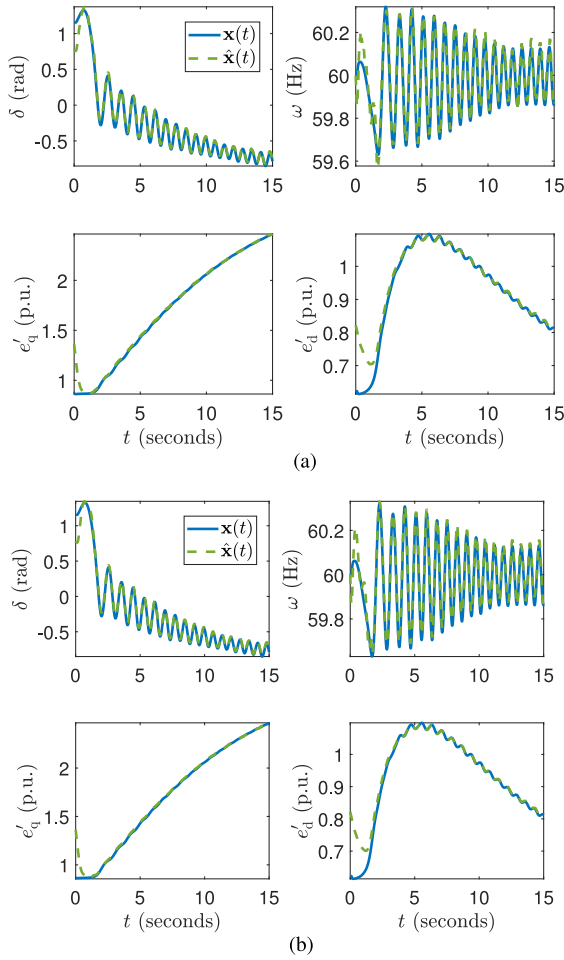 1
0.5
0
-0.5
δ (rad)
x(t)
x̂(t)
0 5 10 15
60.2
60
59.8
59.6
ω (Hz)
0 5 10 15
2
1.5
1
e′q (p.u.)
0 5 10 15
t (seconds)
1
0.9
0.8
0.7
e′d (p.u.)
0 5 10 15
t (seconds)
(a)
1
0.5
0
-0.5
δ (rad)
x(t)
x̂(t)
0 5 10 15
60.2
60
59.8
ω (Hz)
0 5 10 15
2
1.5
1
e′q (p.u.)
0 5 10 15
t (seconds)
1
0.9
0.8
0.7
e′d (p.u.)
0 5 10 15
t (seconds)
(b)